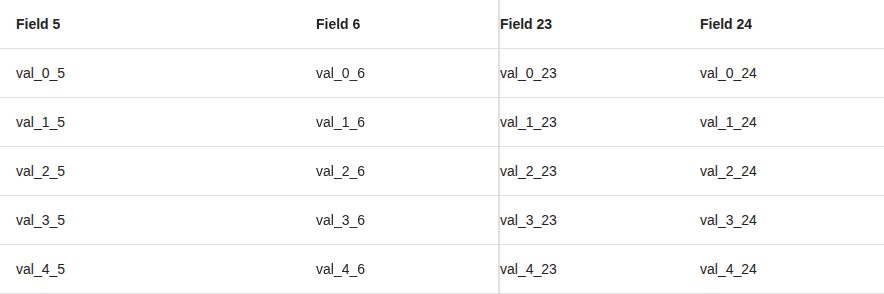 Field 5 Field 6 Field 23 Field 24
val_0_5 val_0_6 val_0_23 val_0_24
val_1_5 val_1_6 val_1_23 val_1_24
val_2_5 val_2_6 val_2_23 val_2_24
val_3_5 val_3_6 val_3_23 val_3_24
val_4_5 val_4_6 val_4_23 val_4_24